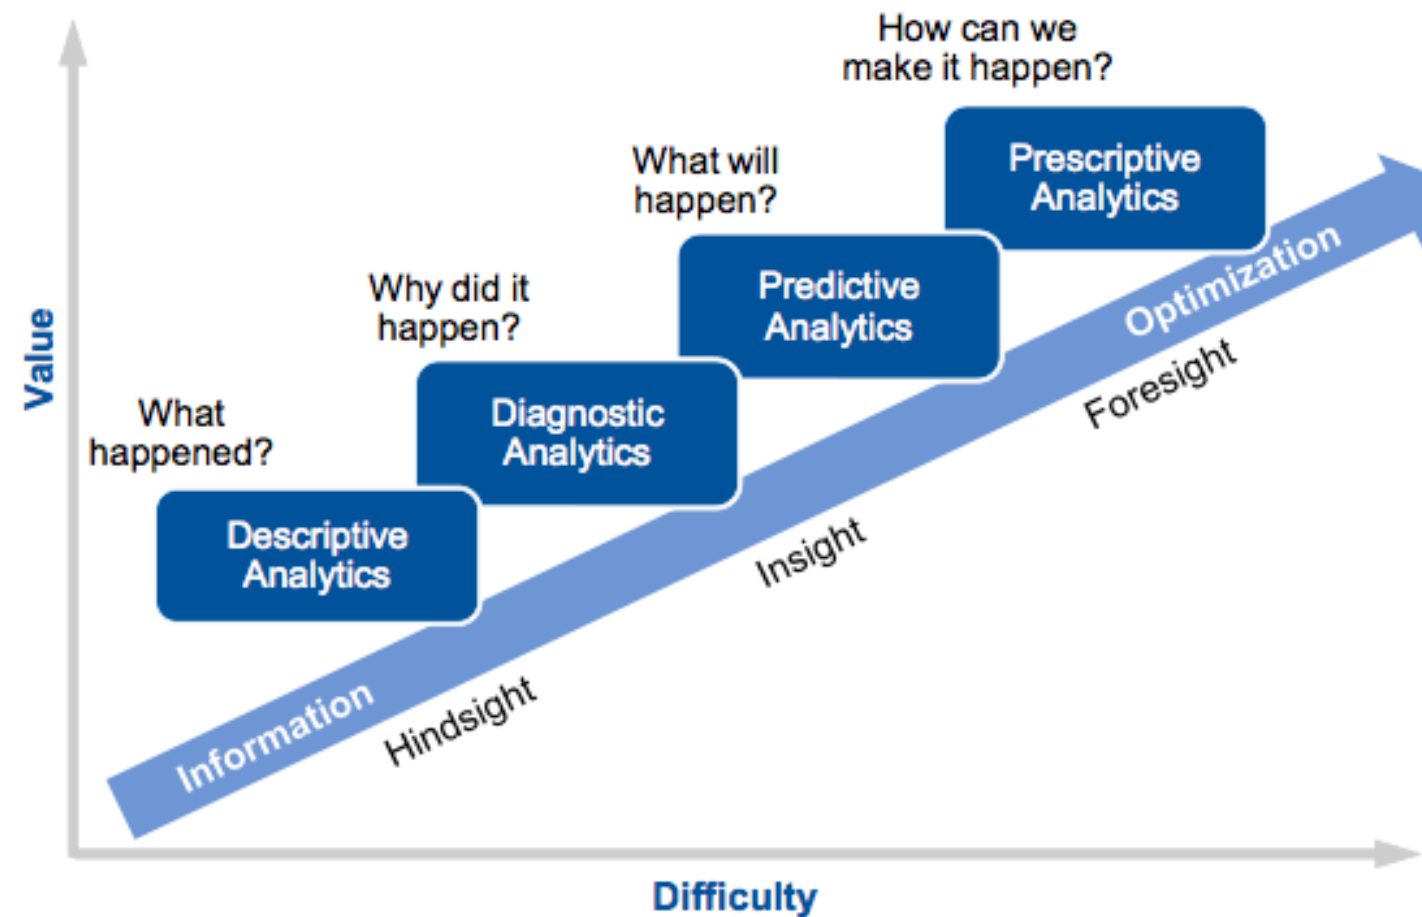 How can we
make it happen?
Prescriptive
Analytics
What will
happen?
Predictive
Analytics
Why did it
happen?
Diagnostic
Analytics
What
happened?
Descriptive
Analytics
Value
Information
Hindsight
Insight
Foresight
Optimization
Difficulty